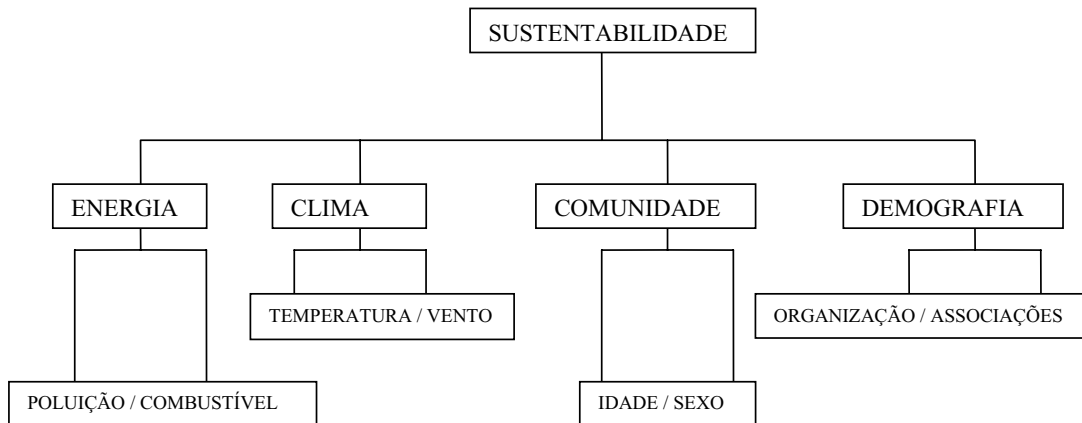 SUSTENTABILIDADE
ENERGIA
CLIMA
COMUNIDADE
DEMOGRAFIA
TEMPERATURA / VENTO
ORGANIZAÇÃO / ASSOCIAÇÕES
POLUIÇÃO / COMBUSTÍVEL
IDADE / SEXO